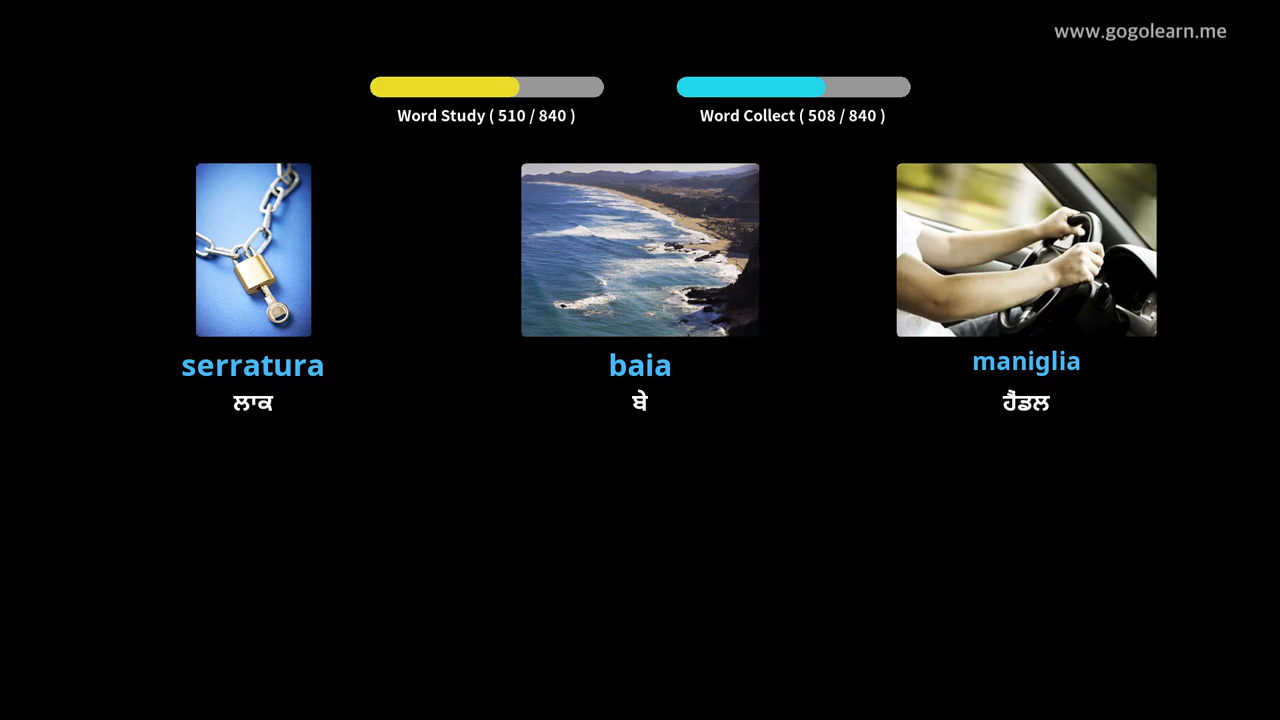 www.gogolearn.me
Word Study ( 510 / 840 )
Word Collect ( 508 / 840 )
serratura
ਲਾਕ
baia
ਬੇ
maniglia
ਹੈਂਡਲ